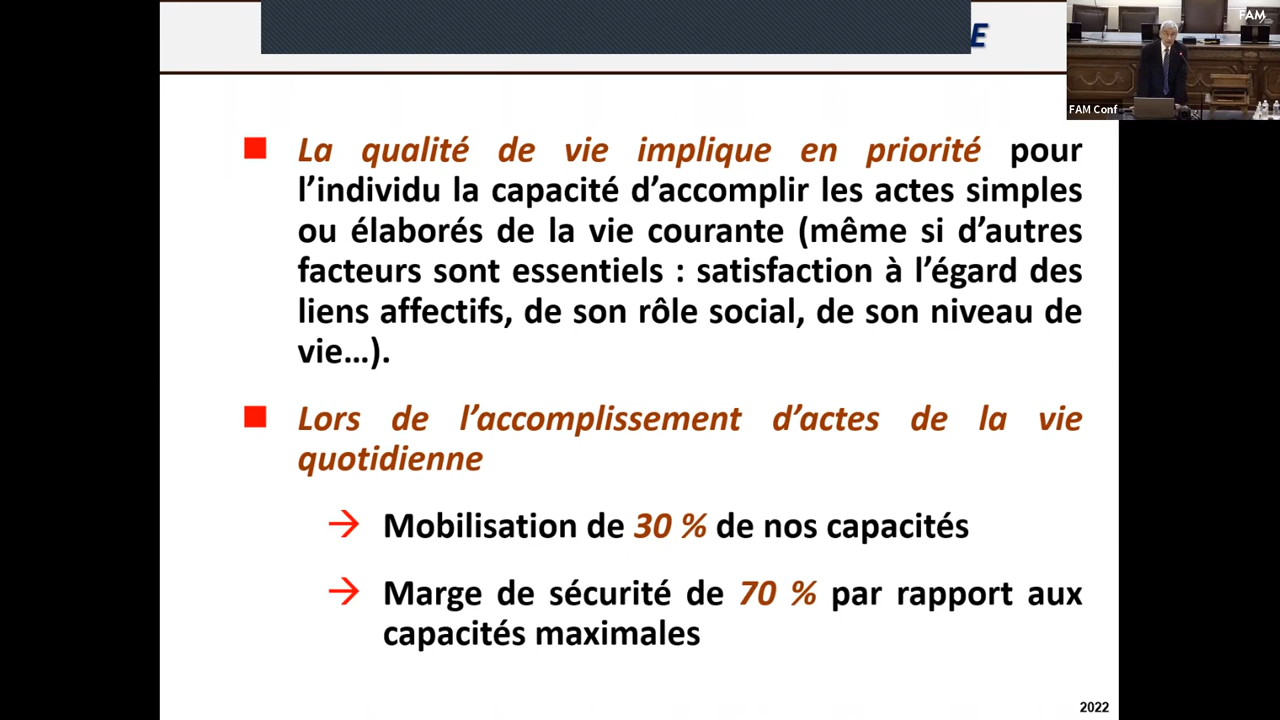 E
FAM
FAM Conf
La qualité de vie implique en priorité pour
l’individu la capacité d’accomplir les actes simples
ou élaborés de la vie courante (même si d’autres
facteurs sont essentiels : satisfaction à l’égard des
liens affectifs, de son rôle social, de son niveau de
vie…).
Lors de l’accomplissement d’actes de la vie
quotidienne
→ Mobilisation de 30 % de nos capacités
→ Marge de sécurité de 70 % par rapport aux
capacités maximales
2022